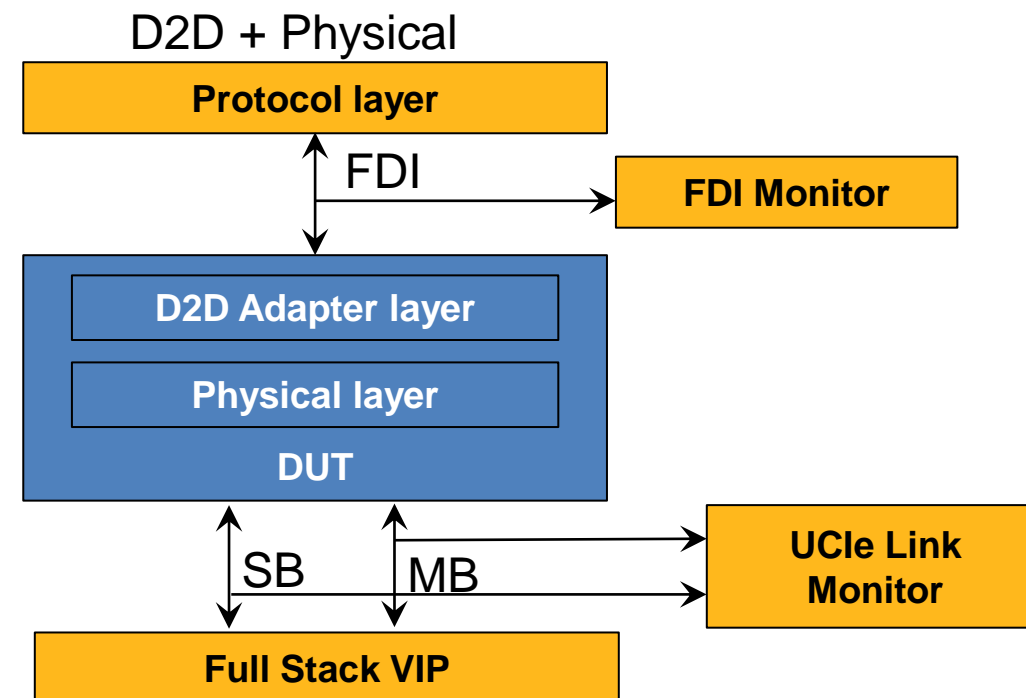 D2D + Physical
Protocol layer
FDI
FDI Monitor
D2D Adapter layer
Physical layer
DUT
SB
MB
UCIe Link
Monitor
Full Stack VIP